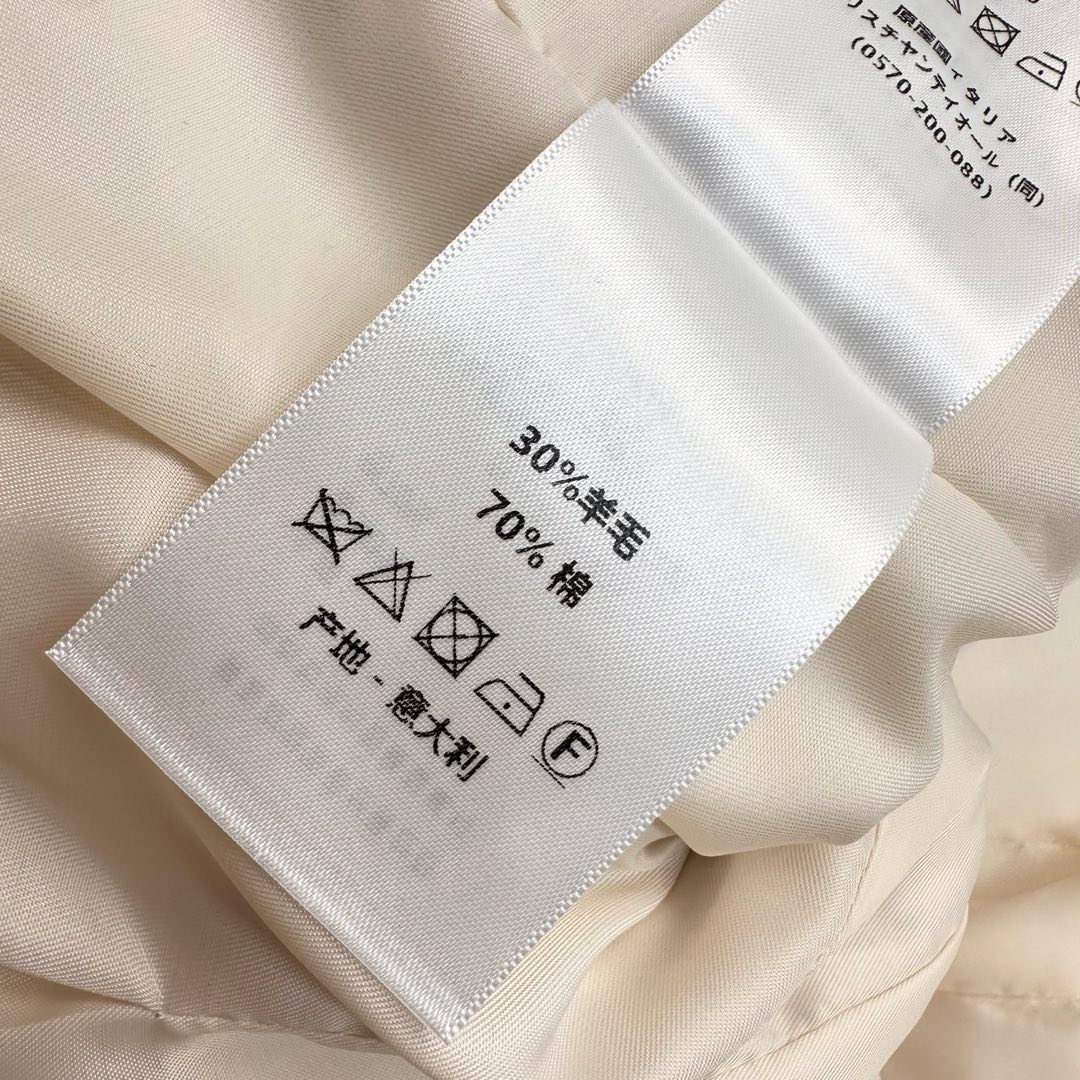 原産国イタリア
リスチヤンディオール（同）
(0570-200-088)
30%羊毛
70% 棉
F
产地 - 意大利